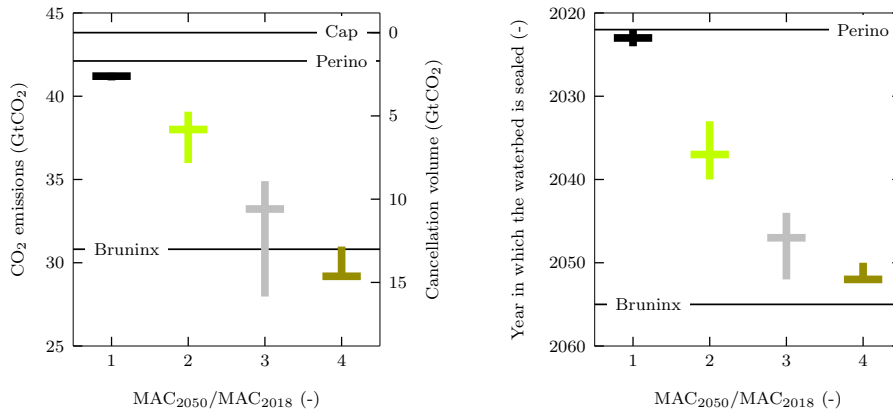 45
40
35
30
25
CO2 emissions (GtCO2)
Cap
Perino
Bruninx
0
5
10
15
Cancellation volume (GtCO2)
1 2 3 4
MAC2050/MAC2018 (-)
2020
2030
2040
2050
2060
Year in which the waterbed is sealed (-)
Perino
Bruninx
1 2 3 4
MAC2050/MAC2018 (-)